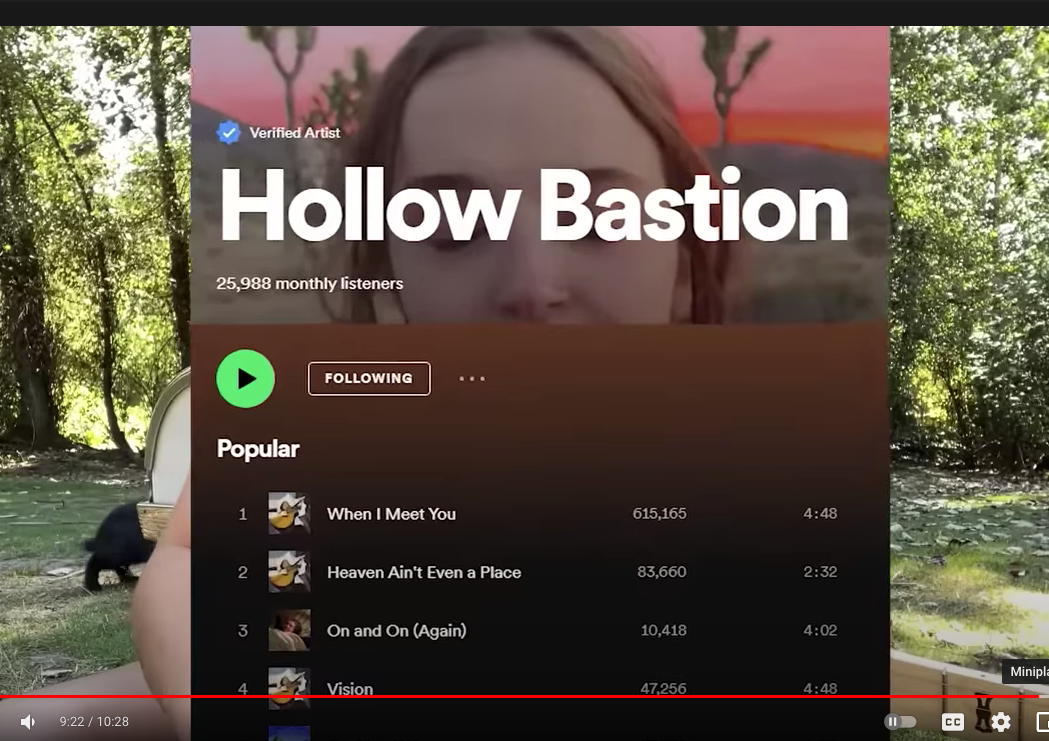 Verified Artist
Hollow Bastion
25,988 monthly listeners
FOLLOWING
Popular
1 When I Meet You 615,165 4:48
2 Heaven Ain't Even a Place 83,660 2:32
3 On and On (Again) 10,418 4:02
4 Vision 47,256 4:48
9:22 / 10:28
CC